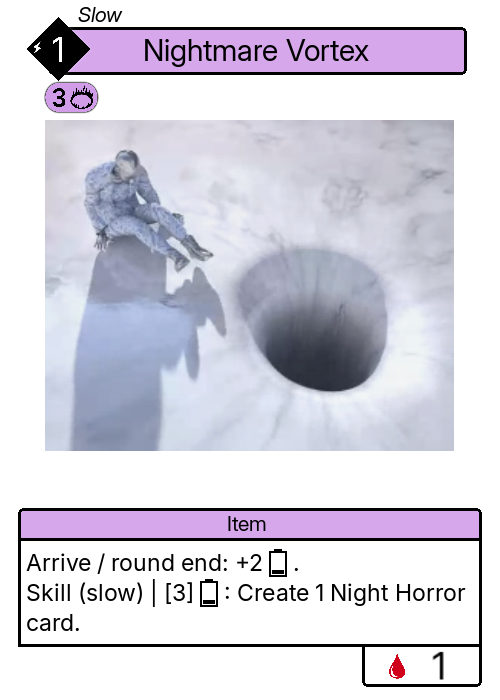 Slow
1
Nightmare Vortex
3
Item
Arrive / round end: +2 .
Skill (slow) | [3] : Create 1 Night Horror
card.
1